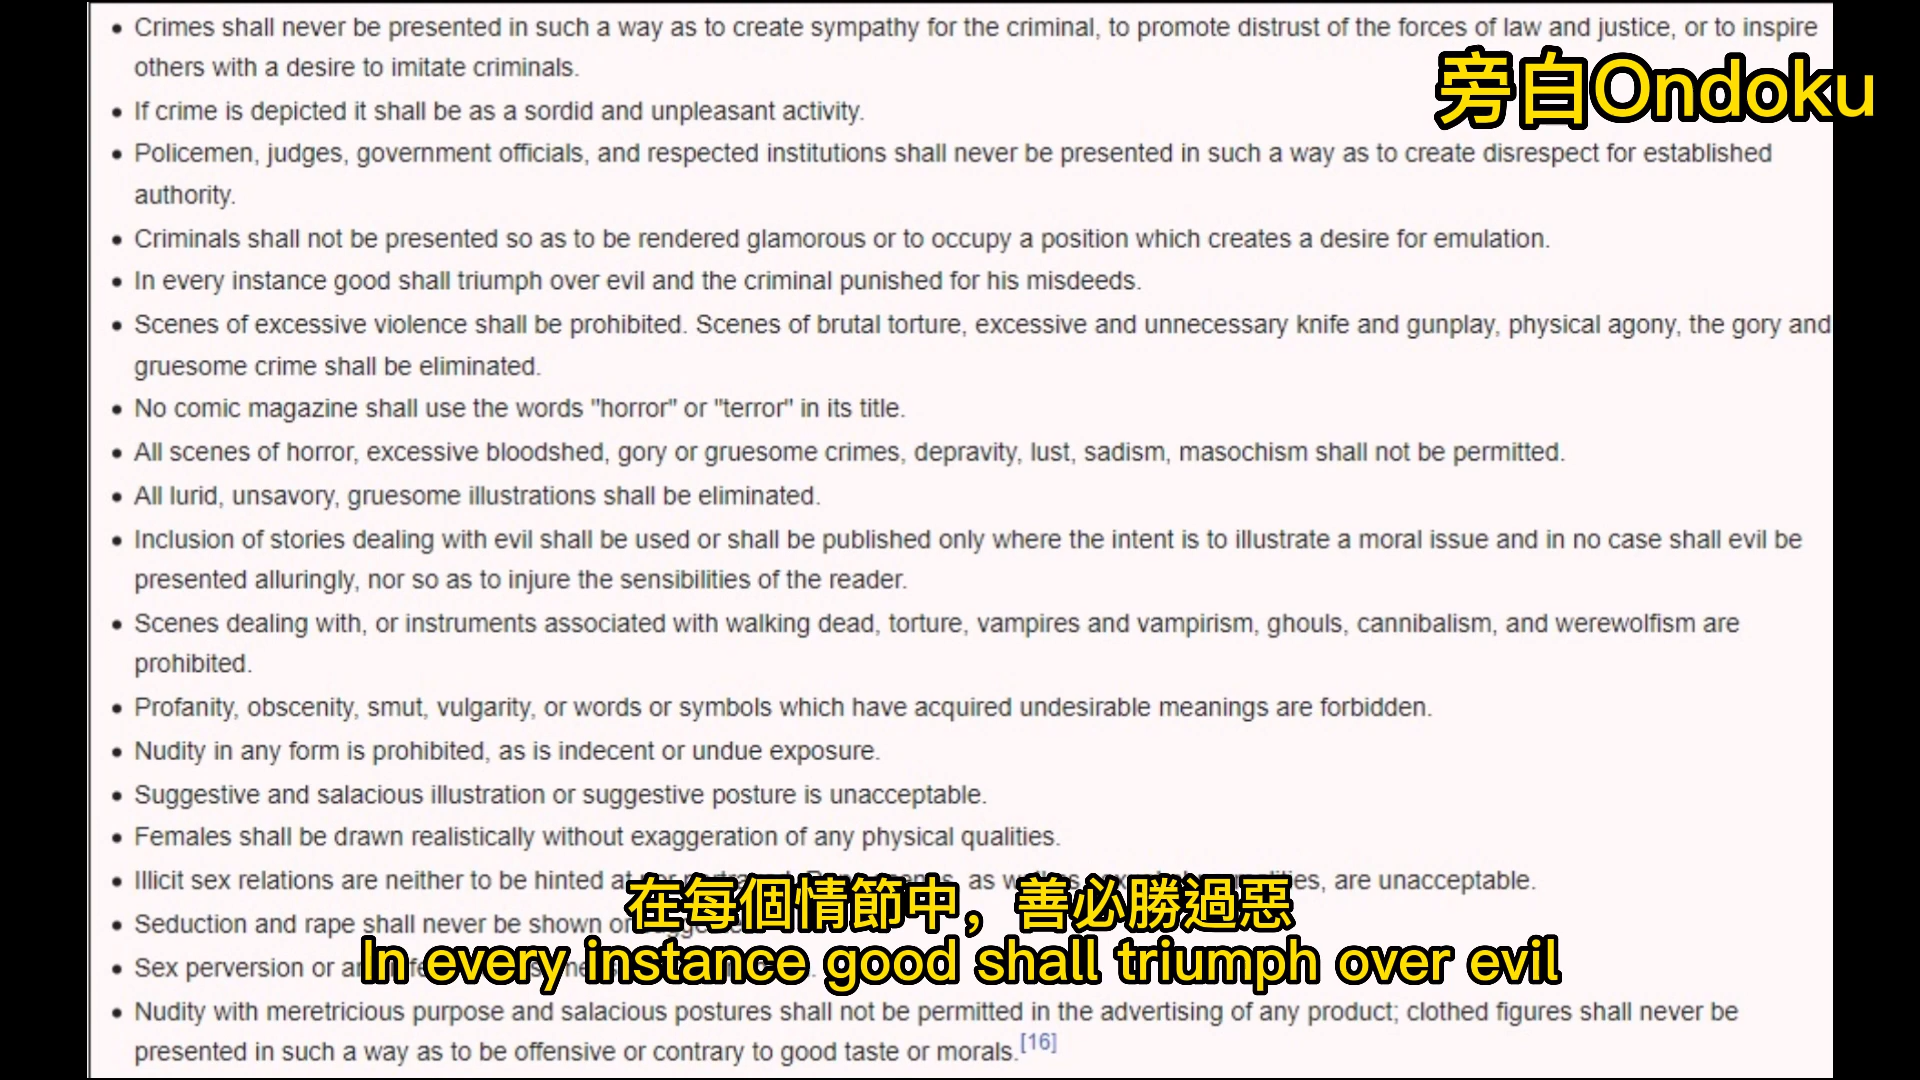 • Crimes shall never be presented in such a way as to create sympathy for the criminal, to promote distrust of the forces of law and justice, or to inspire
others with a desire to imitate criminals.
旁白Ondoku
• If crime is depicted it shall be as a sordid and unpleasant activity.
• Policemen, judges, government officials, and respected institutions shall never be presented in such a way as to create disrespect for established
authority.
• Criminals shall not be presented so as to be rendered glamorous or to occupy a position which creates a desire for emulation.
• In every instance good shall triumph over evil and the criminal punished for his misdeeds.
• Scenes of excessive violence shall be prohibited. Scenes of brutal torture, excessive and unnecessary knife and gunplay, physical agony, the gory and
gruesome crime shall be eliminated.
• No comic magazine shall use the words "horror" or "terror" in its title.
• All scenes of horror, excessive bloodshed, gory or gruesome crimes, depravity, lust, sadism, masochism shall not be permitted.
• All lurid, unsavory, gruesome illustrations shall be eliminated.
• Inclusion of stories dealing with evil shall be used or shall be published only where the intent is to illustrate a moral issue and in no case shall evil be
presented alluringly, nor so as to injure the sensibilities of the reader.
• Scenes dealing with, or instruments associated with walking dead, torture, vampires and vampirism, ghouls, cannibalism, and werewolfism are
prohibited.
• Profanity, obscenity, smut, vulgarity, or words or symbols which have acquired undesirable meanings are forbidden.
• Nudity in any form is prohibited, as is indecent or undue exposure.
• Suggestive and salacious illustration or suggestive posture is unacceptable.
• Females shall be drawn realistically without exaggeration of any physical qualities.
• Illicit sex relations are neither to be hinted at as are unacceptable.
在每個情節中，善必勝過惡
• Seduction and rape shall never be shown or
In every instance good shall triumph over evil
• Sex perversion or
• Nudity with meretricious purpose and salacious postures shall not be permitted in the advertising of any product; clothed figures shall never be
presented in such a way as to be offensive or contrary to good taste or morals.[16]